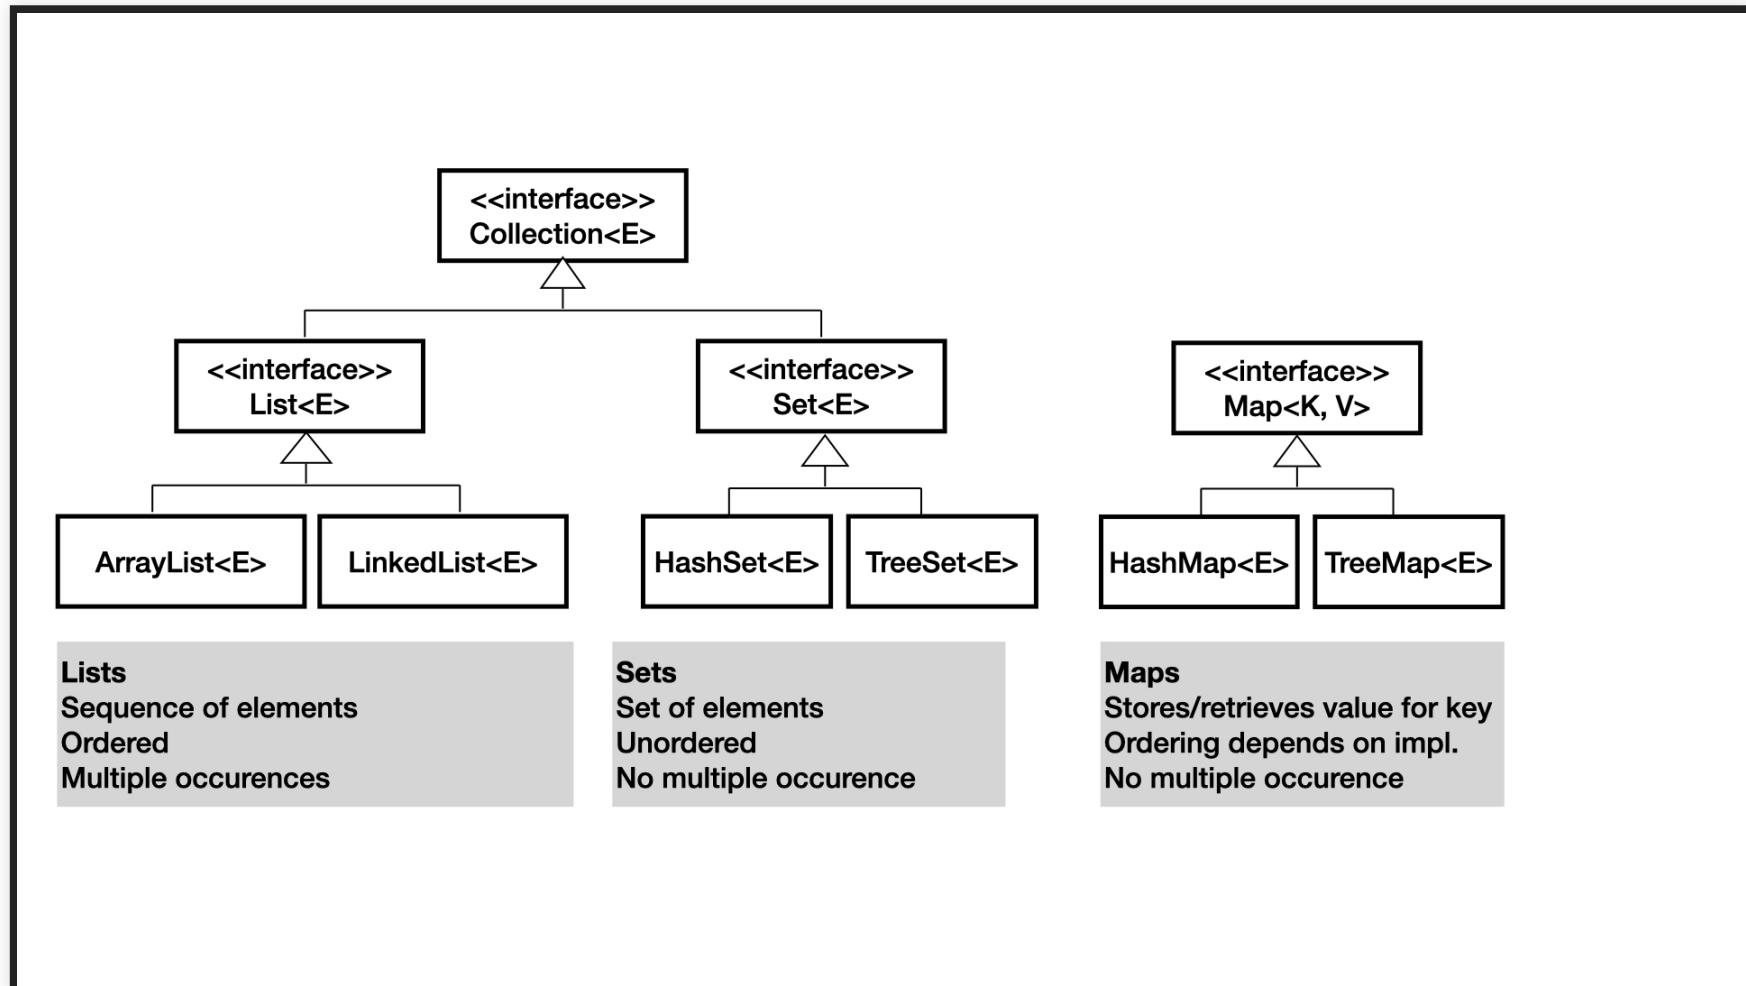 <<interface>>
Collection<E>
<<interface>>
List<E>
<<interface>>
Set<E>
<<interface>>
Map<K, V>
ArrayList<E>
LinkedList<E>
HashSet<E>
TreeSet<E>
HashMap<E>
TreeMap<E>
Lists
Sequence of elements
Ordered
Multiple occurences
Sets
Set of elements
Unordered
No multiple occurence
Maps
Stores/retrieves value for key
Ordering depends on impl.
No multiple occurence